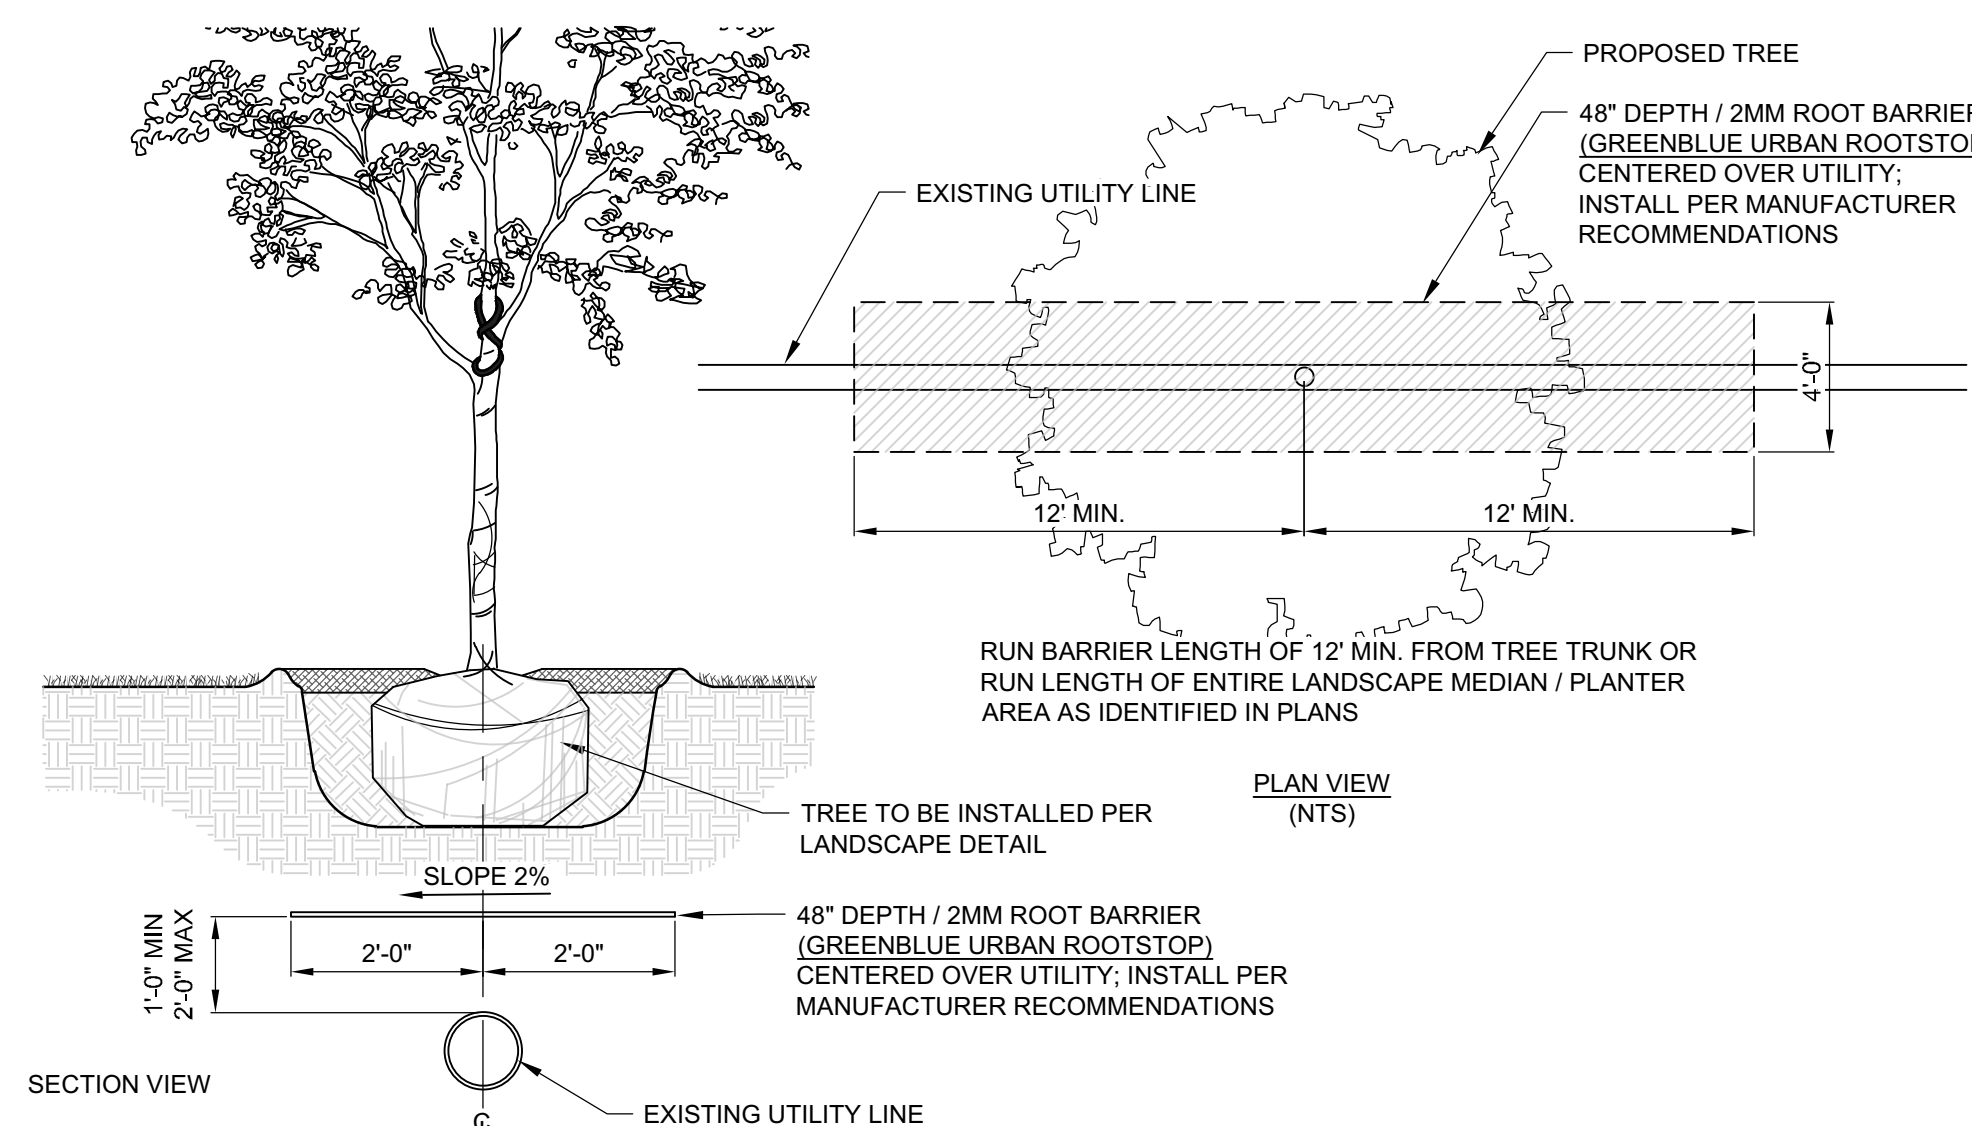 PROPOSED TREE
48" DEPTH / 2MM ROOT BARRIER
(GREENBLUE URBAN ROOTSTOP
CENTERED OVER UTILITY;
INSTALL PER MANUFACTURER
RECOMMENDATIONS
EXISTING UTILITY LINE
4'-0"
12' MIN.
12' MIN.
RUN BARRIER LENGTH OF 12' MIN. FROM TREE TRUNK OR
RUN LENGTH OF ENTIRE LANDSCAPE MEDIAN / PLANTER
AREA AS IDENTIFIED IN PLANS
PLAN VIEW
(NTS)
TREE TO BE INSTALLED PER
LANDSCAPE DETAIL
SLOPE 2%
1'-0" MIN
2'-0" MAX
2'-0"
2'-0"
48" DEPTH / 2MM ROOT BARRIER
(GREENBLUE URBAN ROOTSTOP)
CENTERED OVER UTILITY; INSTALL PER
MANUFACTURER RECOMMENDATIONS
SECTION VIEW
EXISTING UTILITY LINE
℄